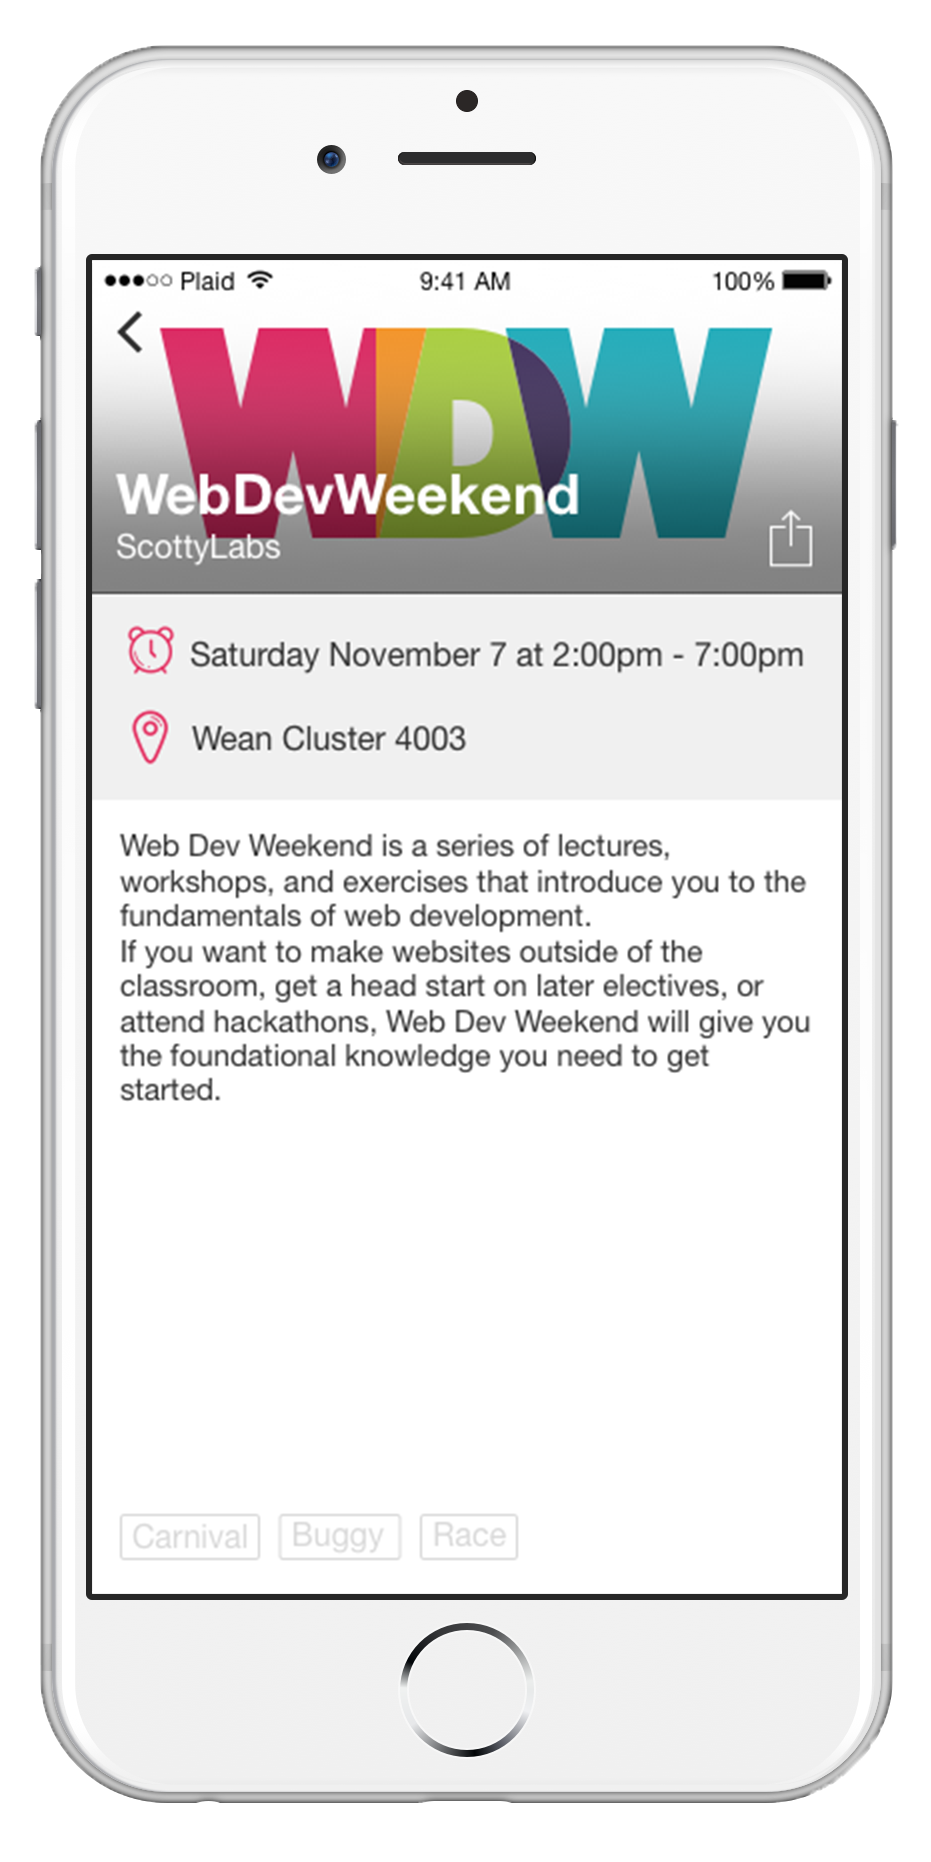 Plaid 9:41 AM 100%
WDW
WebDevWeekend
ScottyLabs
Saturday November 7 at 2:00pm - 7:00pm
Wean Cluster 4003
Web Dev Weekend is a series of lectures,
workshops, and exercises that introduce you to the
fundamentals of web development.
If you want to make websites outside of the
classroom, get a head start on later electives, or
attend hackathons, Web Dev Weekend will give you
the foundational knowledge you need to get
started.
Carnival Buggy Race